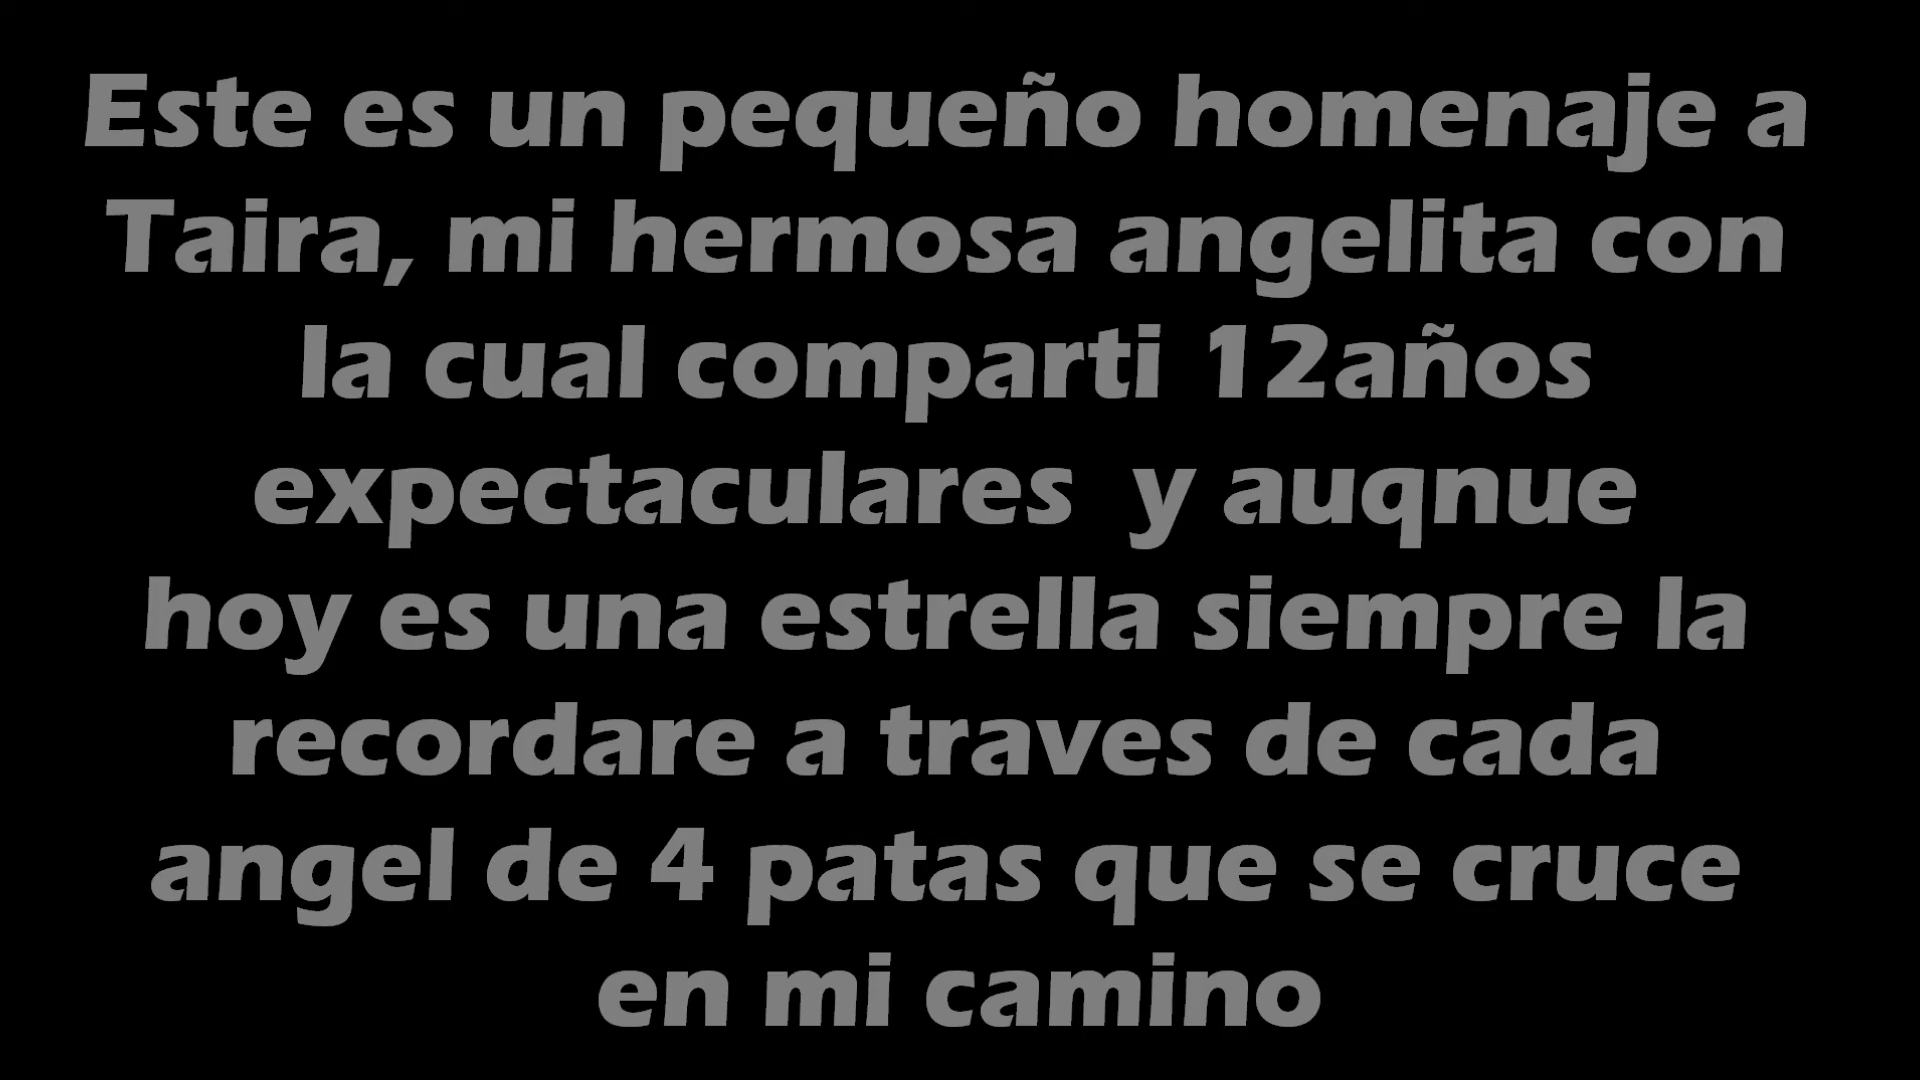 Este es un pequeño homenaje a
Taira, mi hermosa angelita con
la cual comparti 12años
expectaculares  y auqnue
hoy es una estrella siempre la
recordare a traves de cada
angel de 4 patas que se cruce
en mi camino